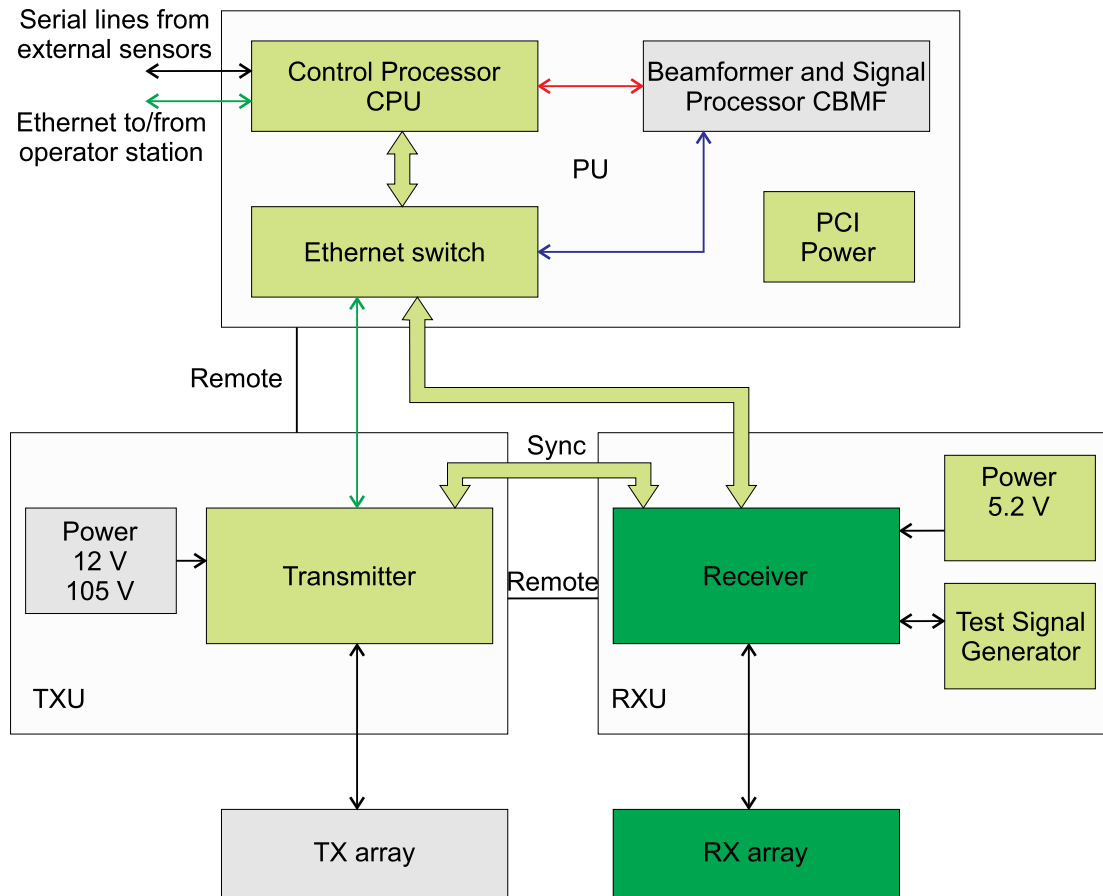 Serial lines from
external sensors
Ethernet to/from
operator station
Control Processor
CPU
Beamformer and Signal
Processor CBMF
PU
Ethernet switch
PCI
Power
Remote
Sync
Power
12 V
105 V
Transmitter
TXU
Remote
Receiver
Power
5.2 V
Test Signal
Generator
RXU
TX array
RX array